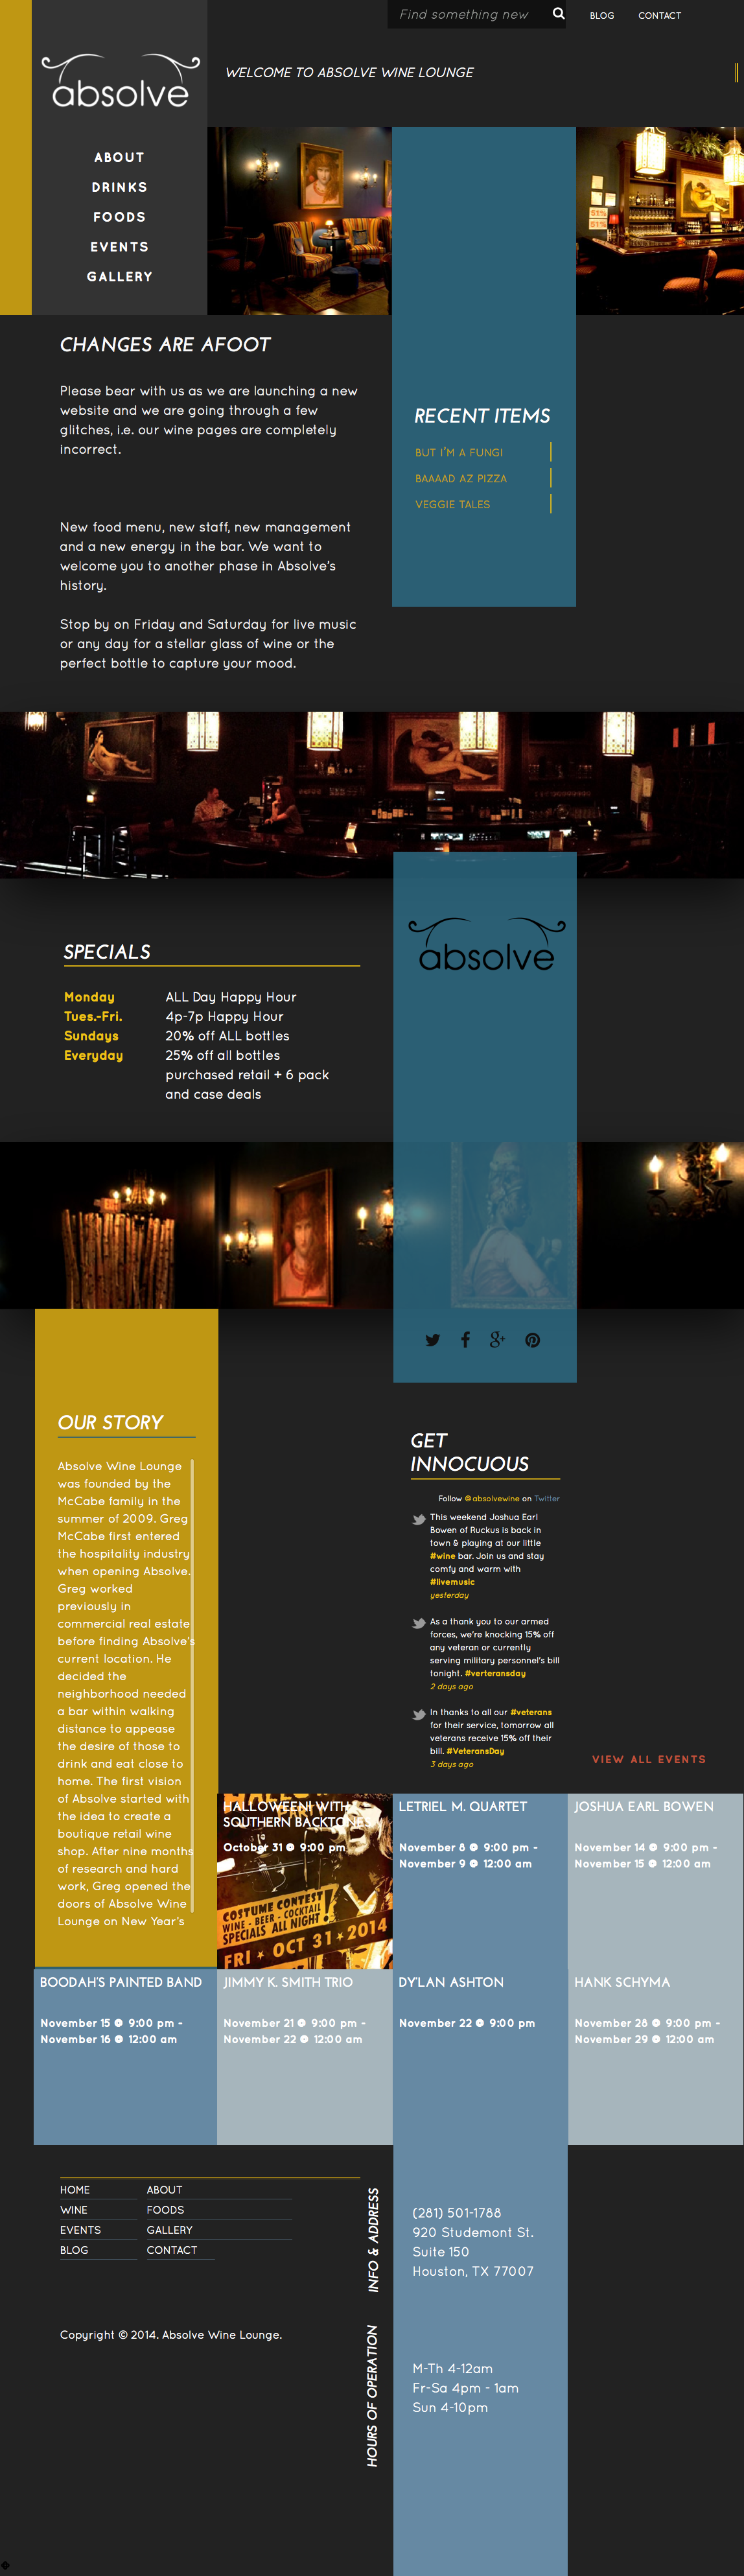 Find something new
BLOG
CONTACT
absolve
WELCOME TO ABSOLVE WINE LOUNGE
ABOUT
DRINKS
FOODS
EVENTS
GALLERY
CHANGES ARE AFOOT
Please bear with us as we are launching a new
website and we are going through a few
glitches, i.e. our wine pages are completely
incorrect.
New food menu, new staff, new management
and a new energy in the bar. We want to
welcome you to another phase in Absolve's
history.
Stop by on Friday and Saturday for live music
or any day for a stellar glass of wine or the
perfect bottle to capture your mood.
RECENT ITEMS
BUT I'M A FUNGI
BAAAAD AZ PIZZA
VEGGIE TALES
absolve
SPECIALS
Monday ALL Day Happy Hour
Tues.-Fri. 4p-7p Happy Hour
Sundays 20% off ALL bottles
Everyday 25% off all bottles
purchased retail + 6 pack
and case deals
OUR STORY
Absolve Wine Lounge
was founded by the
McCabe family in the
summer of 2009. Greg
McCabe first entered
the hospitality industry
when opening Absolve.
Greg worked
previously in
commercial real estate
before finding Absolve's
current location. He
decided the
neighborhood needed
a bar within walking
distance to appease
the desire of those to
drink and eat close to
home. The first vision
of Absolve started with
the idea to create a
boutique retail wine
shop. After nine months
of research and hard
work, Greg opened the
doors of Absolve Wine
Lounge on New Year's
GET
INNOCUOUS
Follow @absolvewine on Twitter
This weekend Joshua Earl
Bowen of Ruckus is back in
town & playing at our little
#wine bar. Join us and stay
comfy and warm with
#livemusic
yesterday
As a thank you to our armed
forces, we're knocking 15% off
any veteran or currently
serving military personnel's bill
tonight. #verteransday
2 days ago
In thanks to all our #veterans
for their service, tomorrow all
veterans receive 15% off their
bill. #VeteransDay
3 days ago
VIEW ALL EVENTS
HALLOWEEN! WITH
SOUTHERN BACKTONES
October 31 @ 9:00 pm
COSTUME CONTEST
WINE - BEER - COCKTAIL
SPECIALS ALL NIGHT
FRI • OCT 31 • 2014
LETRIEL M. QUARTET
November 8 @ 9:00 pm -
November 9 @ 12:00 am
JOSHUA EARL BOWEN
November 14 @ 9:00 pm -
November 15 @ 12:00 am
BOODAH'S PAINTED BAND
November 15 @ 9:00 pm -
November 16 @ 12:00 am
JIMMY K. SMITH TRIO
November 21 @ 9:00 pm -
November 22 @ 12:00 am
DY'LAN ASHTON
November 22 @ 9:00 pm
HANK SCHYMA
November 28 @ 9:00 pm -
November 29 @ 12:00 am
HOME ABOUT
WINE FOODS
EVENTS GALLERY
BLOG CONTACT
Copyright © 2014. Absolve Wine Lounge.
INFO & ADDRESS
(281) 501-1788
920 Studemont St.
Suite 150
Houston, TX 77007
HOURS OF OPERATION
M-Th 4-12am
Fr-Sa 4pm - 1am
Sun 4-10pm